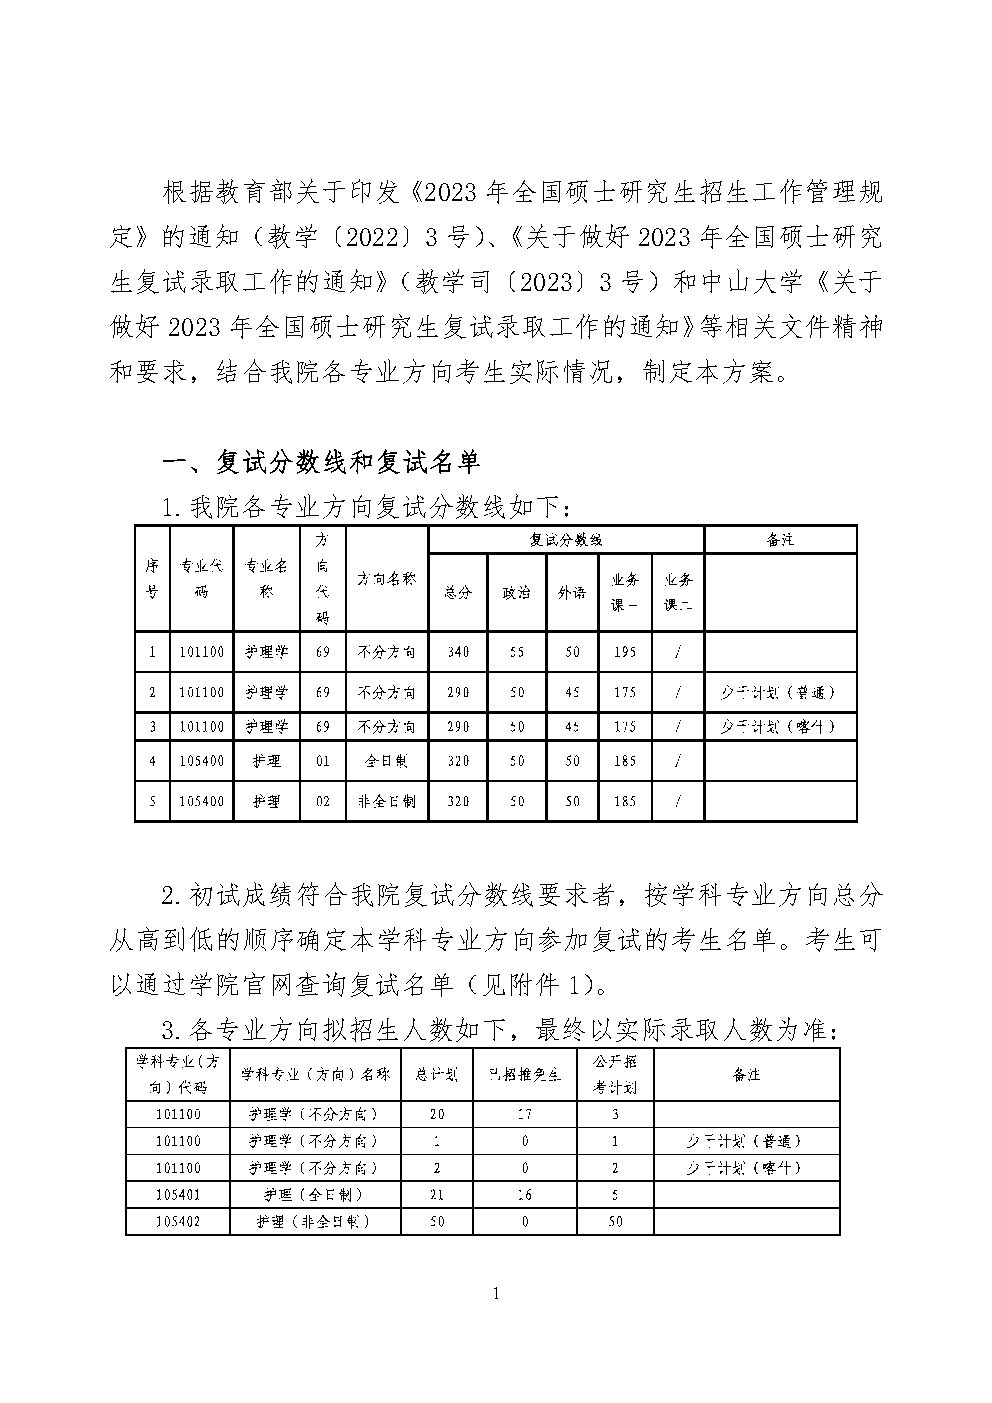 根据教育部关于印发《2023 年全国硕士研究生招生工作管理规
定》的通知（教学〔2022〕3 号）、《关于做好 2023 年全国硕士研究
生复试录取工作的通知》（教学司〔2023〕3 号）和中山大学《关于
做好 2023 年全国硕士研究生复试录取工作的通知》等相关文件精神
和要求，结合我院各专业方向考生实际情况，制定本方案。
一、复试分数线和复试名单
1.我院各专业方向复试分数线如下：
序号 专业代码 专业名称 方向代码 方向名称 复试分数线 备注
总分 政治 外语 业务课一 业务课二
1 101100 护理学 69 不分方向 340 55 50 195 /
2 101100 护理学 69 不分方向 290 50 45 175 / 少干计划（普通）
3 101100 护理学 69 不分方向 290 50 45 175 / 少干计划（喀什）
4 105400 护理 01 全日制 320 50 50 185 /
5 105400 护理 02 非全日制 320 50 50 185 /
2.初试成绩符合我院复试分数线要求者，按学科专业方向总分
从高到低的顺序确定本学科专业方向参加复试的考生名单。考生可
以通过学院官网查询复试名单（见附件 1）。
3.各专业方向拟招生人数如下，最终以实际录取人数为准：
学科专业（方向）代码 学科专业（方向）名称 总计划 已招推免生 公开招考计划 备注
101100 护理学（不分方向） 20 17 3
101100 护理学（不分方向） 1 0 1 少干计划（普通）
101100 护理学（不分方向） 2 0 2 少干计划（喀什）
105401 护理（全日制） 21 16 5
105402 护理（非全日制） 50 0 50
1